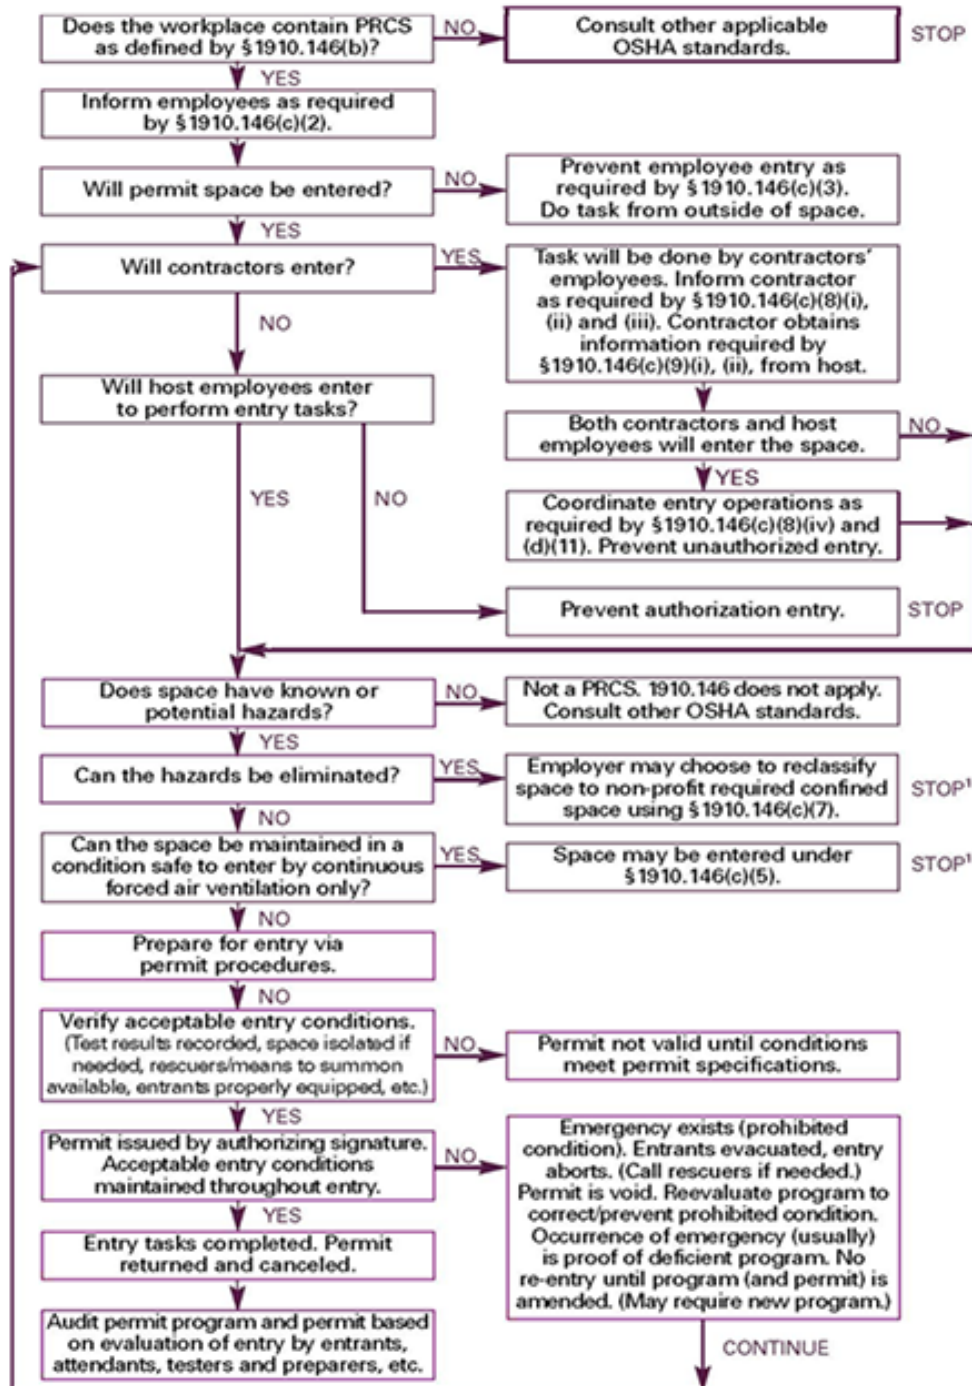 Does the workplace contain PRCS
as defined by §1910.146(b)?
NO
Consult other applicable
OSHA standards.
STOP
YES
Inform employees as required
by §1910.146(c)(2).
Will permit space be entered?
NO
Prevent employee entry as
required by §1910.146(c)(3).
Do task from outside of space.
YES
Will contractors enter?
YES
Task will be done by contractors’
employees. Inform contractor
as required by §1910.146(c)(8)(i),
(ii) and (iii). Contractor obtains
information required by
§1910.146(c)(9)(i), (ii), from host.
NO
Will host employees enter
to perform entry tasks?
Both contractors and host
employees will enter the space.
NO
YES
YES
NO
Coordinate entry operations as
required by §1910.146(c)(8)(iv) and
(d)(11). Prevent unauthorized entry.
Prevent authorization entry.
STOP
Does space have known or
potential hazards?
NO
Not a PRCS. 1910.146 does not apply.
Consult other OSHA standards.
YES
Can the hazards be eliminated?
YES
Employer may choose to reclassify
space to non-profit required confined
space using §1910.146(c)(7).
STOP¹
NO
Can the space be maintained in a
condition safe to enter by continuous
forced air ventilation only?
YES
Space may be entered under
§1910.146(c)(5).
STOP¹
NO
Prepare for entry via
permit procedures.
NO
Verify acceptable entry conditions.
(Test results recorded, space isolated if
needed, rescuers/means to summon
available, entrants properly equipped, etc.)
NO
Permit not valid until conditions
meet permit specifications.
YES
Permit issued by authorizing signature.
Acceptable entry conditions
maintained throughout entry.
NO
Emergency exists (prohibited
condition). Entrants evacuated, entry
aborts. (Call rescuers if needed.)
Permit is void. Reevaluate program to
correct/prevent prohibited condition.
Occurrence of emergency (usually)
is proof of deficient program. No
re-entry until program (and permit) is
amended. (May require new program.)
YES
Entry tasks completed. Permit
returned and canceled.
Audit permit program and permit based
on evaluation of entry by entrants,
attendants, testers and preparers, etc.
CONTINUE